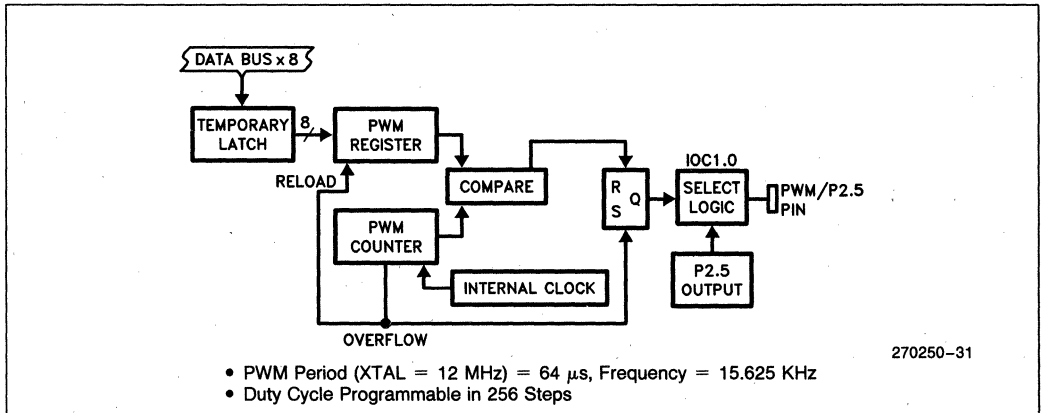 DATA BUS x 8
TEMPORARY
LATCH
8
PWM
REGISTER
RELOAD
COMPARE
PWM
COUNTER
INTERNAL CLOCK
OVERFLOW
R
S
Q
IOC1.0
SELECT
LOGIC
PWM/P2.5
PIN
P2.5
OUTPUT
270250-31
• PWM Period (XTAL = 12 MHz) = 64 μs, Frequency = 15.625 KHz
• Duty Cycle Programmable in 256 Steps